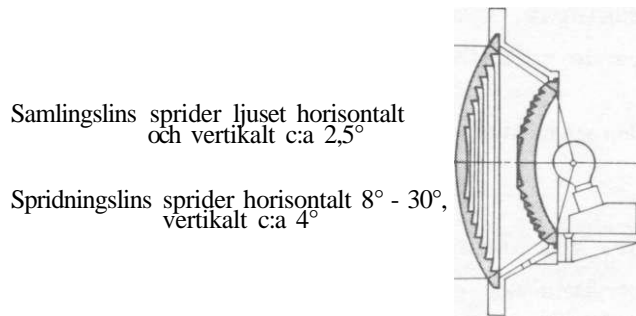 Samlingslins sprider ljuset horisontalt
och vertikalt c:a 2,5°
Spridningslins sprider horisontalt 8° - 30°,
vertikalt c:a 4°